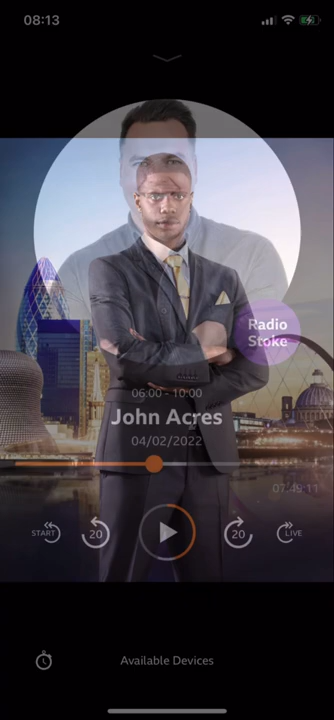 08:13
Radio
Stoke
06:00 - 10:00
John Acres
04/02/2022
07:49:11
START
20
20
LIVE
Available Devices